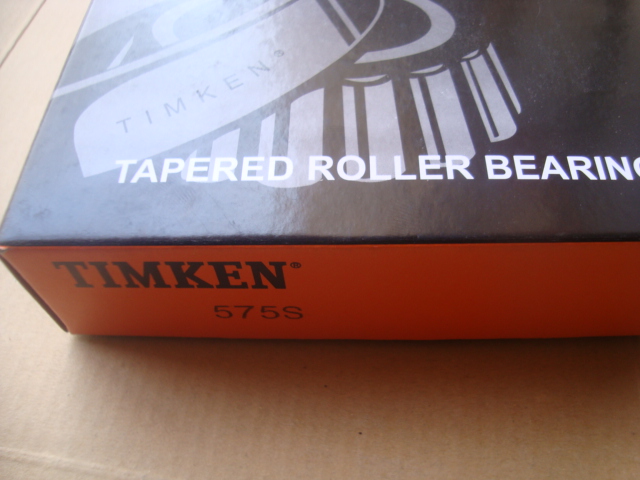 TIMKEN®
TAPERED ROLLER BEARING
TIMKEN®
575S